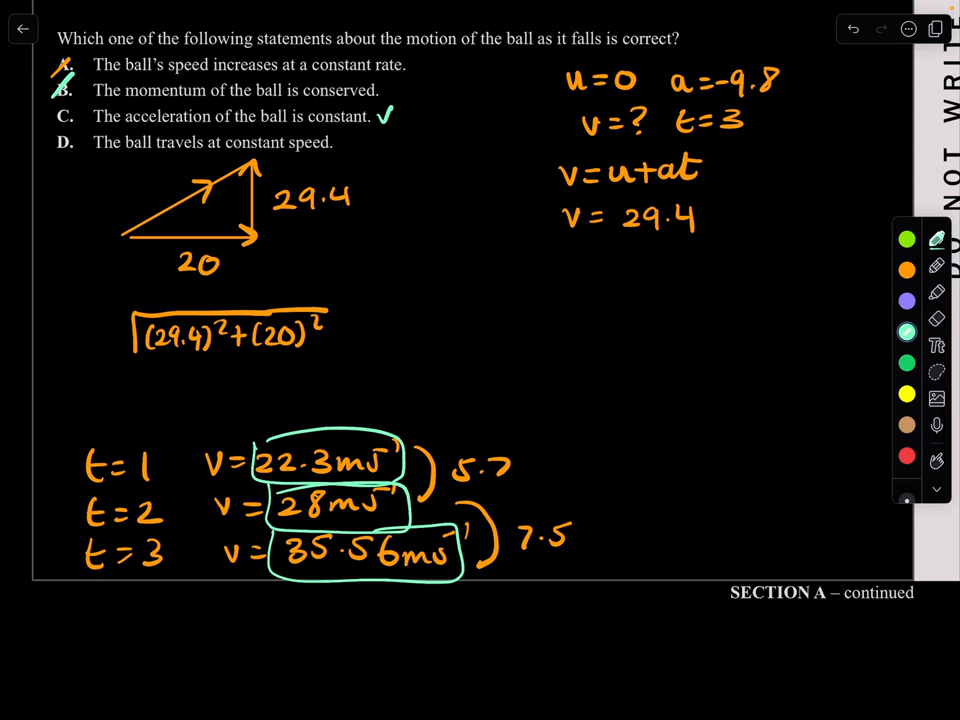 Which one of the following statements about the motion of the ball as it falls is correct?
A. The ball's speed increases at a constant rate.
B. The momentum of the ball is conserved.
C. The acceleration of the ball is constant. ✓
D. The ball travels at constant speed.
u=0 a=-9.8
v=? t=3
v=u+at
v= 29.4
29.4
20
√(29.4)²+(20)²
t=1 v=22.3ms⁻¹
5.7
t=2 v=28ms⁻¹
t=3 v=35.56ms⁻¹
7.5
SECTION A – continued
DO NOT WRITE
Tt